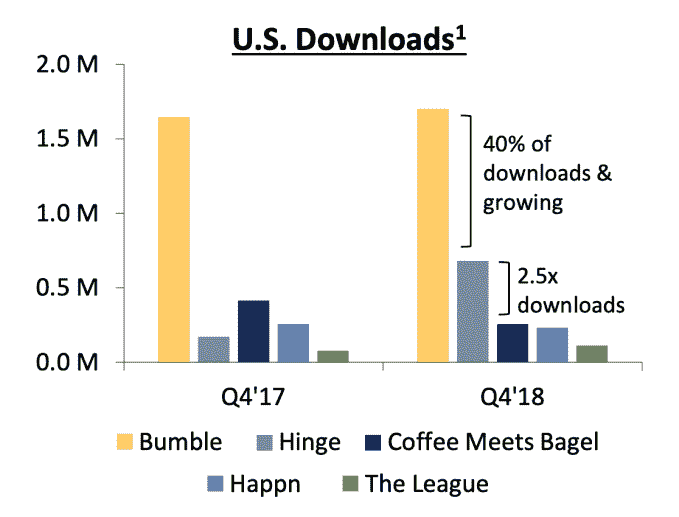 U.S. Downloads¹
2.0 M
1.5 M
1.0 M
0.5 M
0.0 M
40% of
downloads &
growing
2.5x
downloads
Q4'17
Q4'18
Bumble
Hinge
Coffee Meets Bagel
Happn
The League